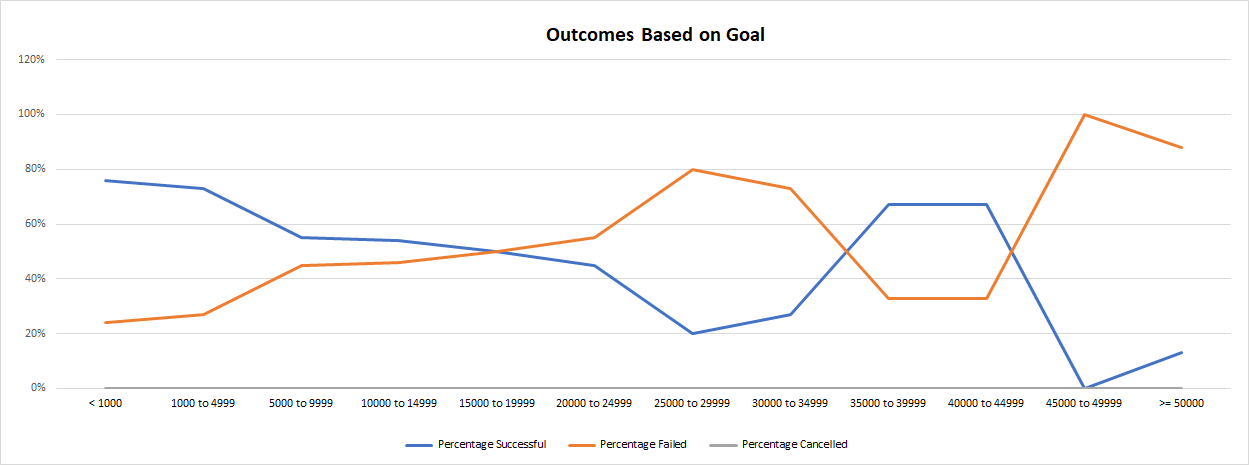 Outcomes Based on Goal
120%
100%
80%
60%
40%
20%
0%
< 1000 1000 to 4999 5000 to 9999 10000 to 14999 15000 to 19999 20000 to 24999 25000 to 29999 30000 to 34999 35000 to 39999 40000 to 44999 45000 to 49999 >= 50000
Percentage Successful Percentage Failed Percentage Cancelled